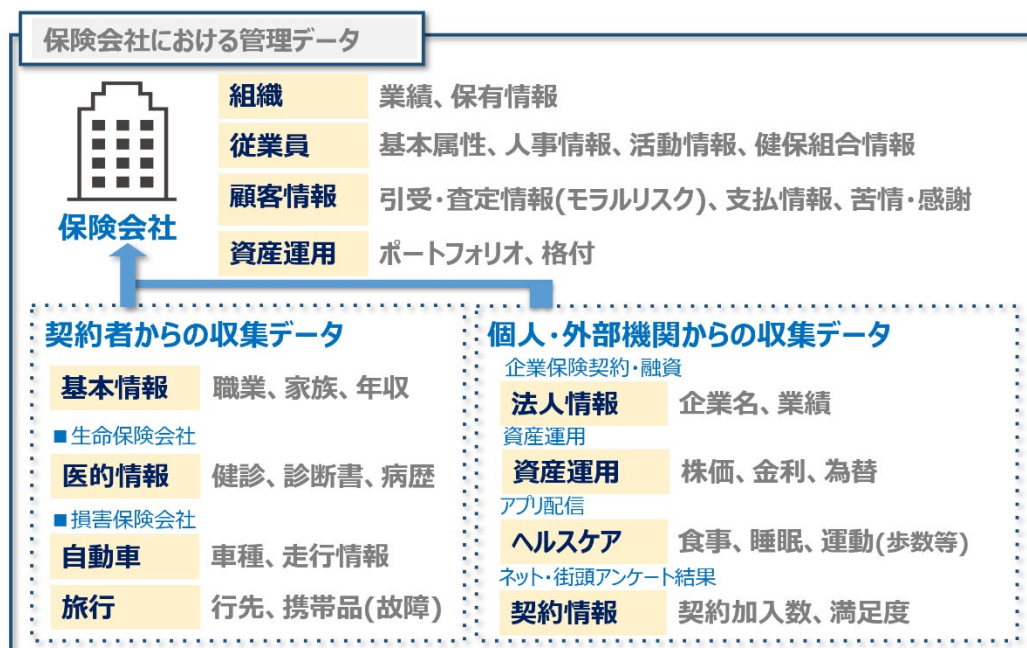 保険会社における管理データ
組織 業績、保有情報
従業員 基本属性、人事情報、活動情報、健保組合情報
顧客情報 引受・査定情報(モラルリスク)、支払情報、苦情・感謝
資産運用 ポートフォリオ、格付
保険会社
契約者からの収集データ
基本情報 職業、家族、年収
■生命保険会社
医的情報 健診、診断書、病歴
■損害保険会社
自動車 車種、走行情報
旅行 行先、携帯品(故障)
個人・外部機関からの収集データ
企業保険契約・融資
法人情報 企業名、業績
資産運用
資産運用 株価、金利、為替
アプリ配信
ヘルスケア 食事、睡眠、運動(歩数等)
ネット・街頭アンケート結果
契約情報 契約加入数、満足度